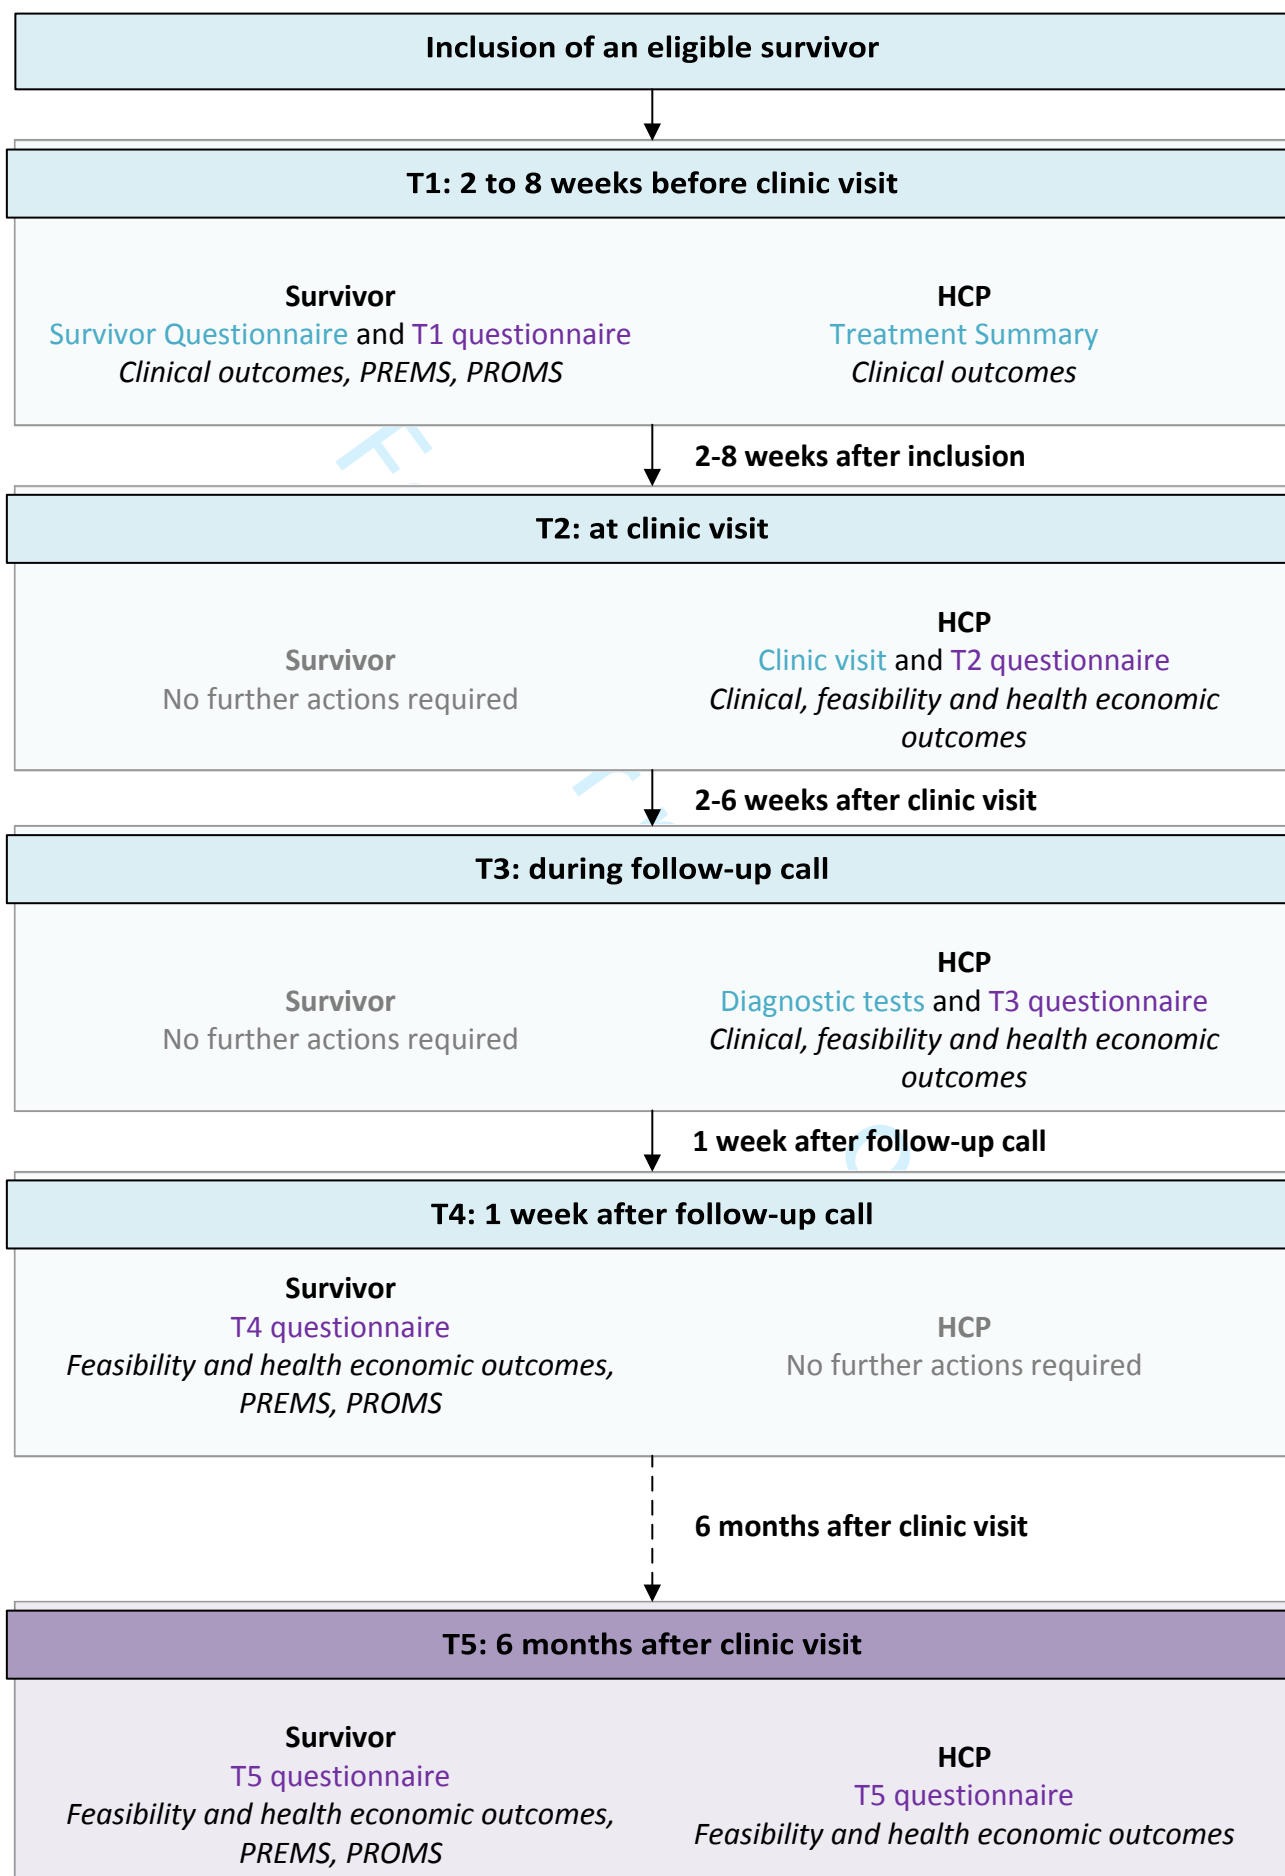 Inclusion of an eligible survivor
T1: 2 to 8 weeks before clinic visit
Survivor
Survivor Questionnaire and T1 questionnaire
Clinical outcomes, PREMS, PROMS
HCP
Treatment Summary
Clinical outcomes
2-8 weeks after inclusion
T2: at clinic visit
Survivor
No further actions required
HCP
Clinic visit and T2 questionnaire
Clinical, feasibility and health economic
outcomes
2-6 weeks after clinic visit
T3: during follow-up call
Survivor
No further actions required
HCP
Diagnostic tests and T3 questionnaire
Clinical, feasibility and health economic
outcomes
1 week after follow-up call
T4: 1 week after follow-up call
Survivor
T4 questionnaire
Feasibility and health economic outcomes,
PREMS, PROMS
HCP
No further actions required
6 months after clinic visit
T5: 6 months after clinic visit
Survivor
T5 questionnaire
Feasibility and health economic outcomes,
PREMS, PROMS
HCP
T5 questionnaire
Feasibility and health economic outcomes